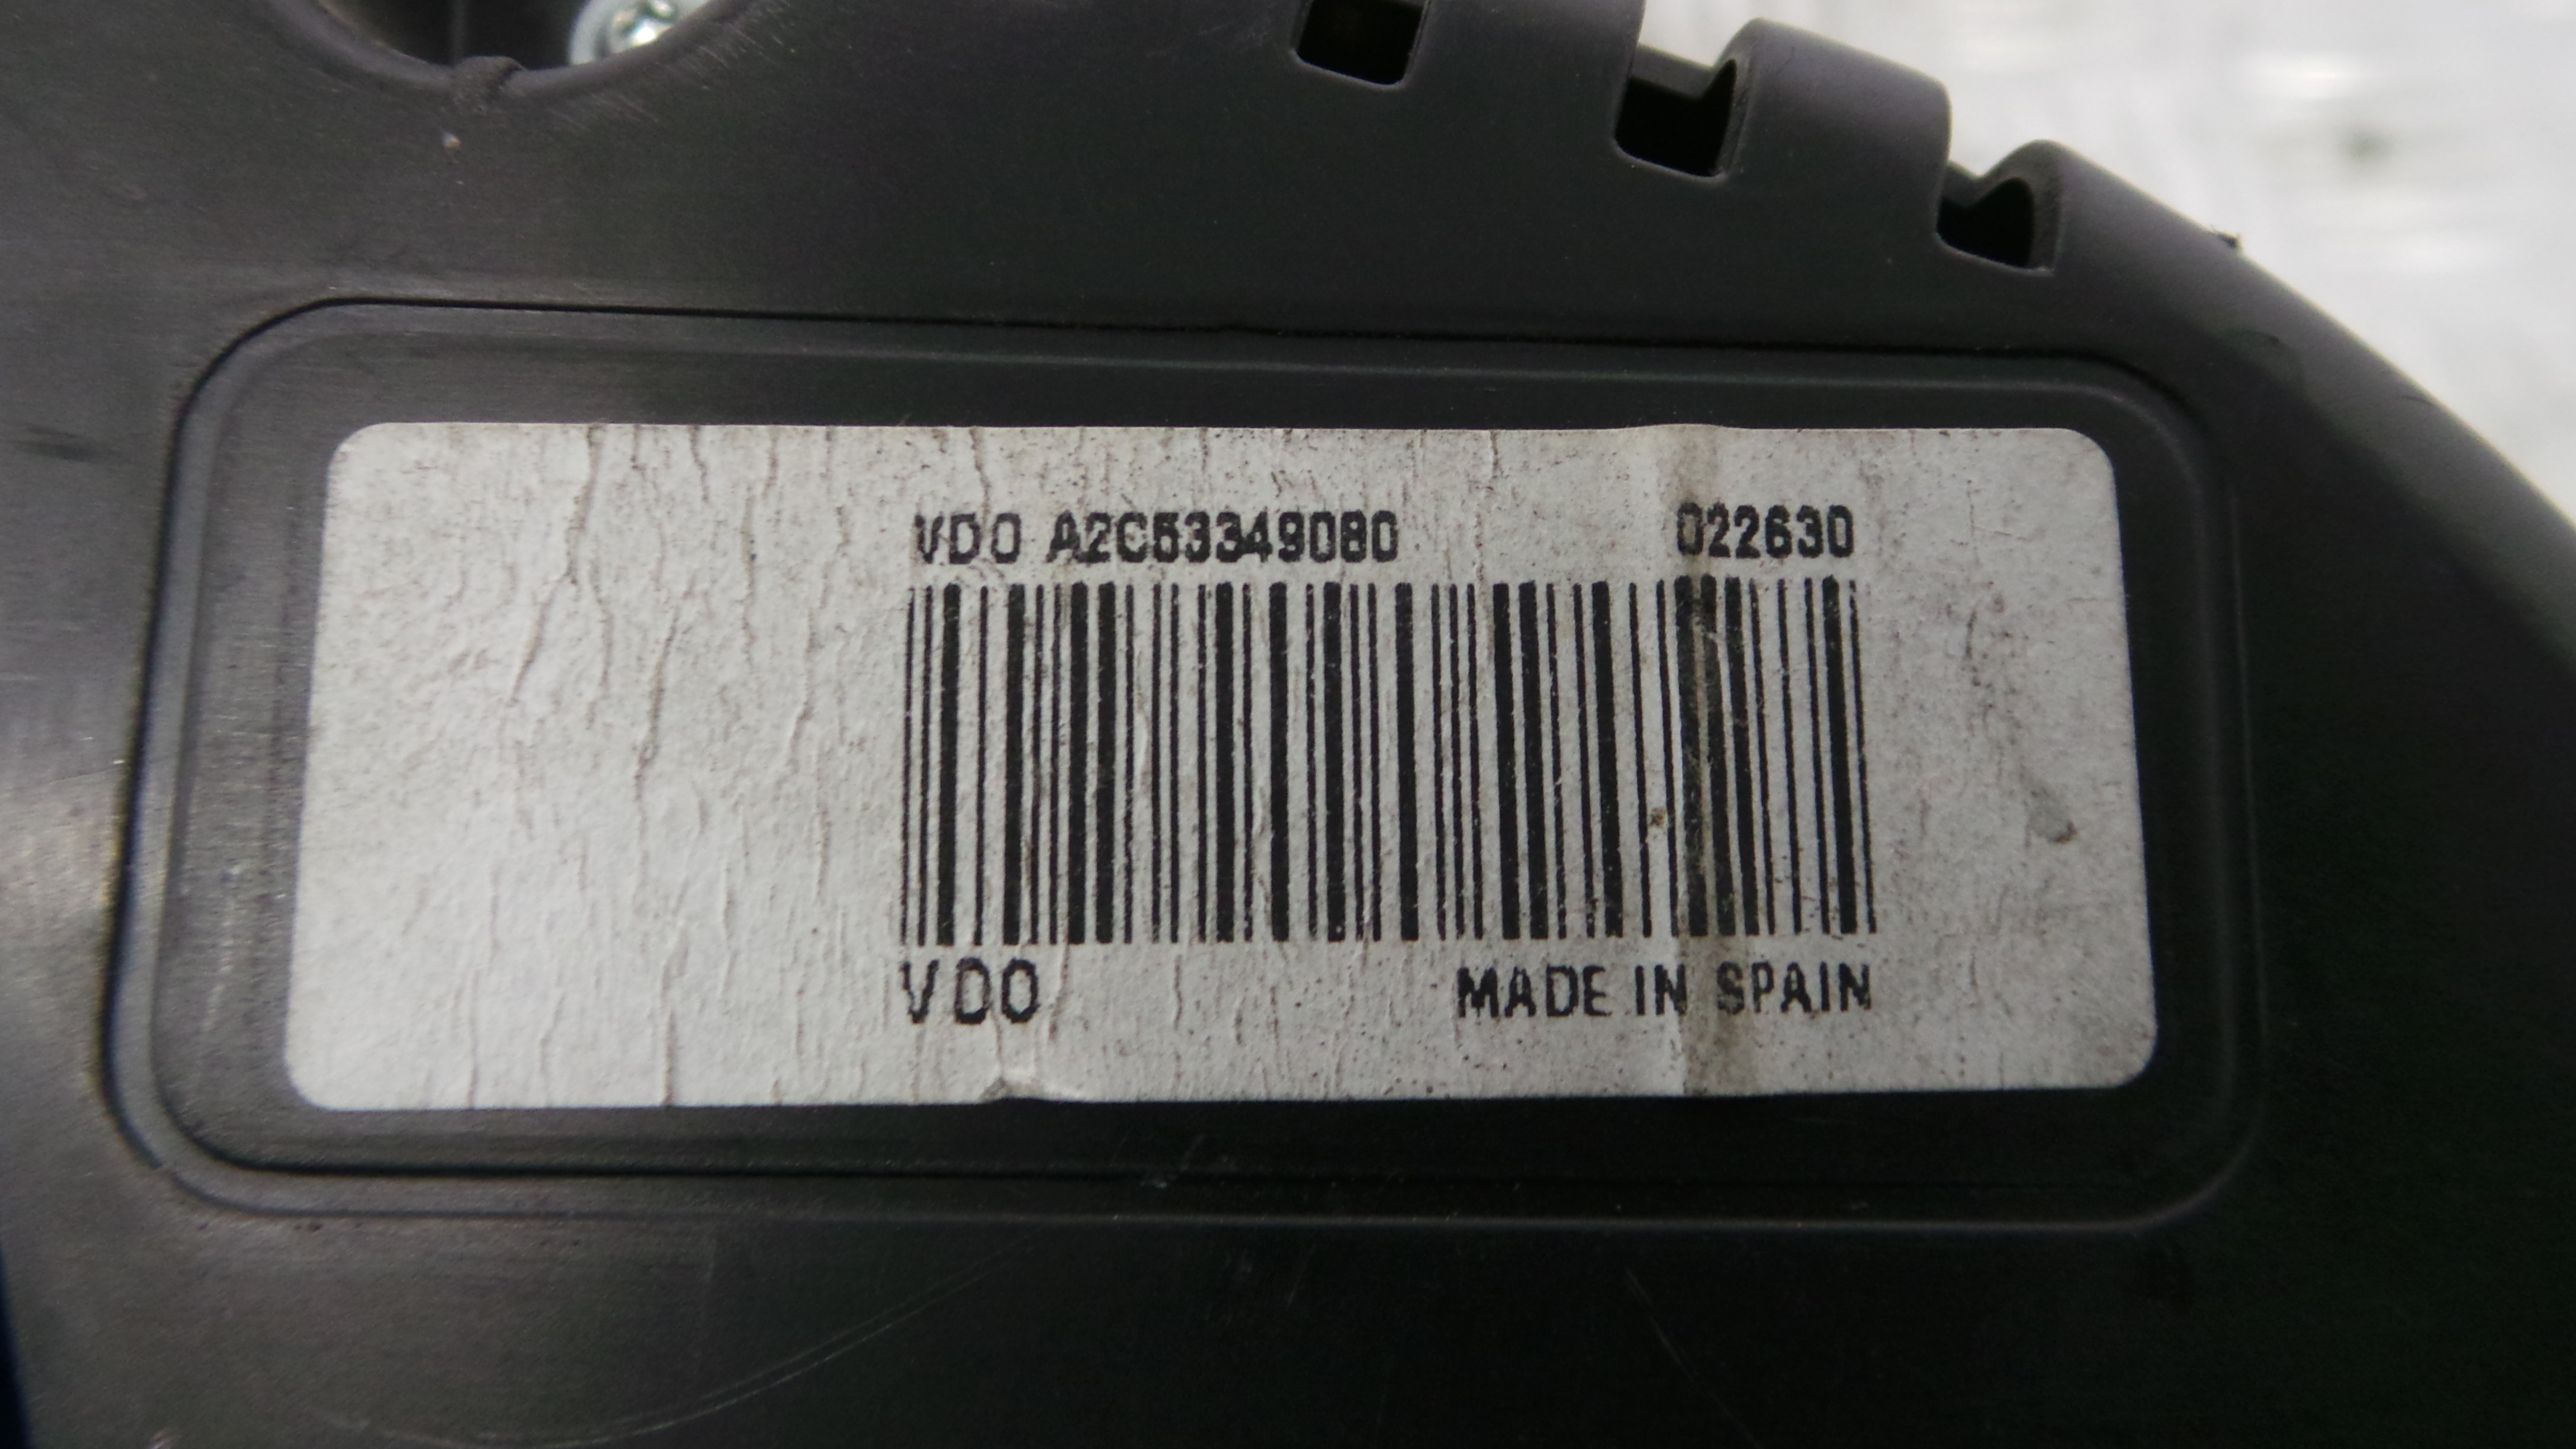 VDO A2C53349080 022630
VDO MADE IN SPAIN